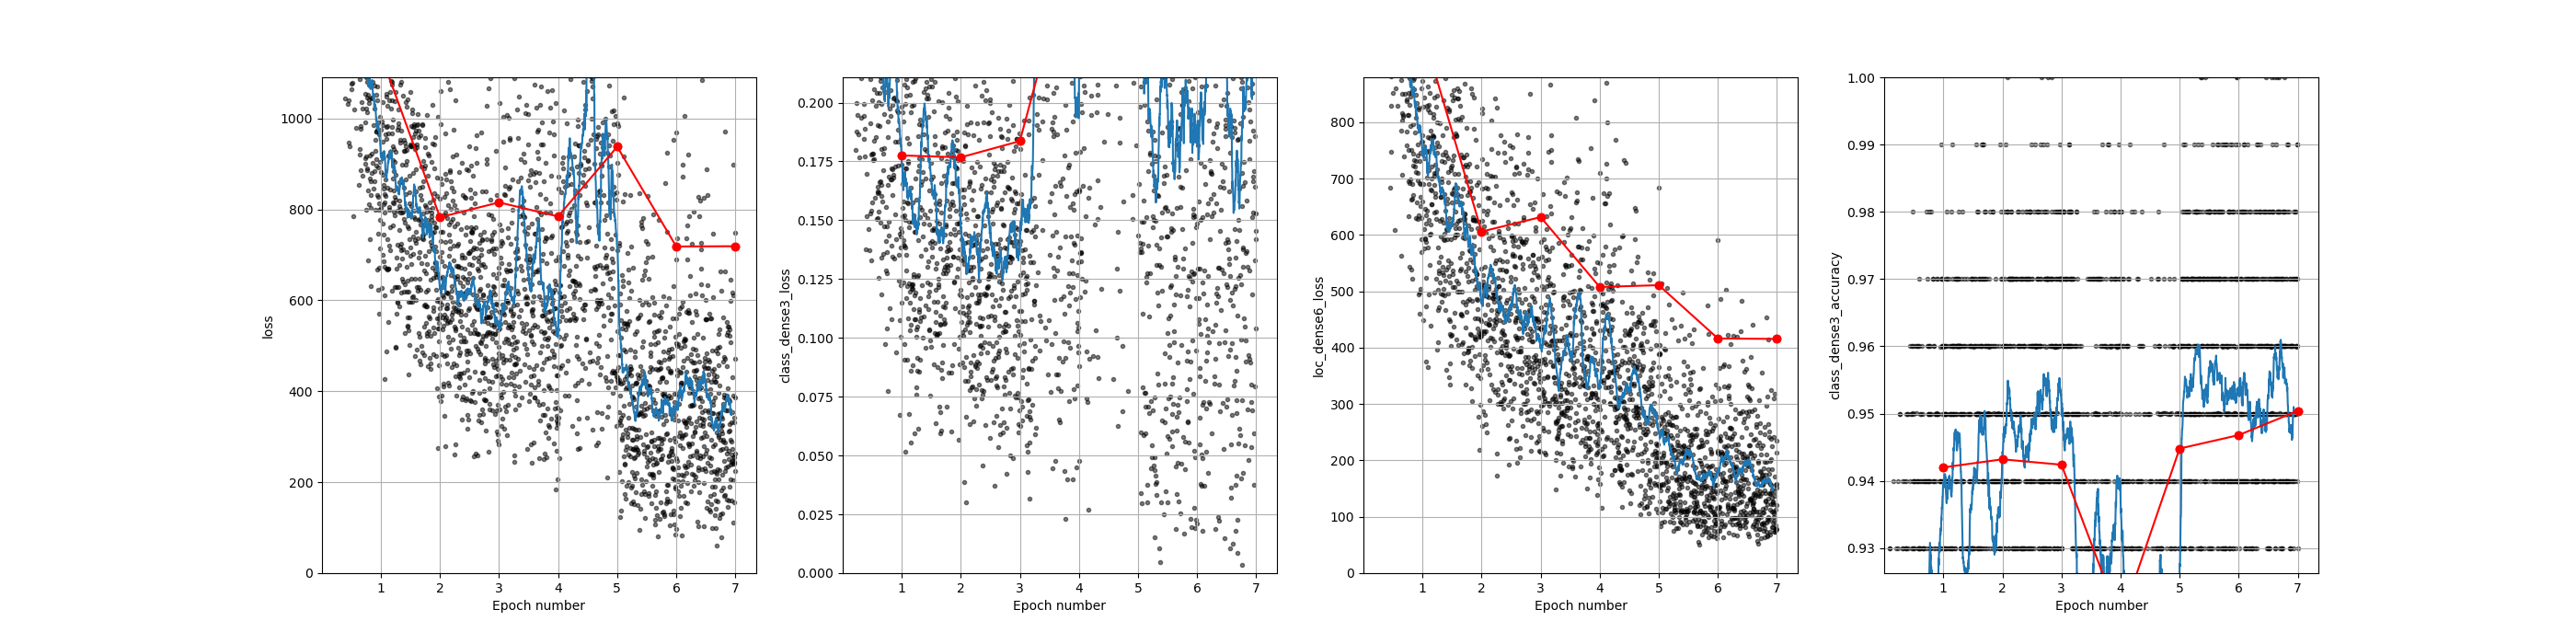 loss
1000
800
600
400
200
0
1 2 3 4 5 6 7
Epoch number
class_dense3_loss
0.200
0.175
0.150
0.125
0.100
0.075
0.050
0.025
0.000
1 2 3 4 5 6 7
Epoch number
loc_dense6_loss
800
700
600
500
400
300
200
100
0
1 2 3 4 5 6 7
Epoch number
class_dense3_accuracy
1.00
0.99
0.98
0.97
0.96
0.95
0.94
0.93
1 2 3 4 5 6 7
Epoch number